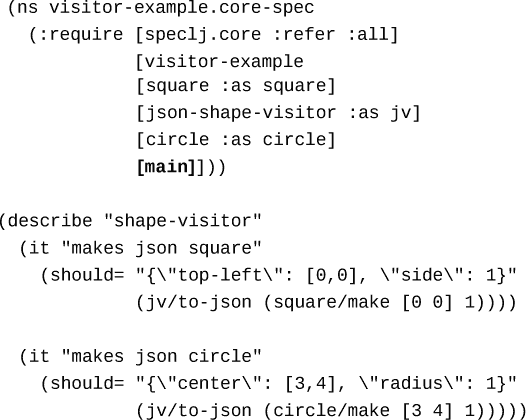 (ns visitor-example.core-spec
(:require [speclj.core :refer :all]
[visitor-example
[square :as square]
[json-shape-visitor :as jv]
[circle :as circle]
[main]]))
(describe "shape-visitor"
(it "makes json square"
(should= "{\"top-left\": [0,0], \"side\": 1}"
(jv/to-json (square/make [0 0] 1))))
(it "makes json circle"
(should= "{\"center\": [3,4], \"radius\": 1}"
(jv/to-json (circle/make [3 4] 1)))))